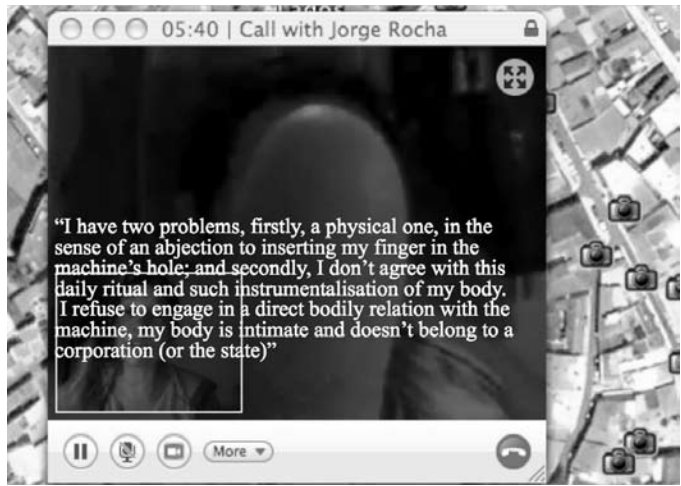 05:40 | Call with Jorge Rocha
“I have two problems, firstly, a physical one, in the
sense of an abjection to inserting my finger in the
machine’s hole; and secondly, I don’t agree with this
daily ritual and such instrumentalisation of my body.
I refuse to engage in a direct bodily relation with the
machine, my body is intimate and doesn’t belong to a
corporation (or the state)”
More